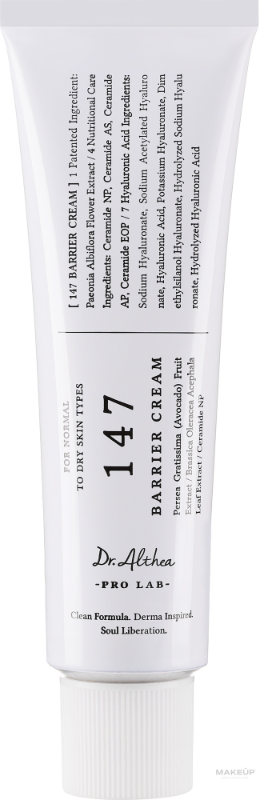 [ 147 BARRIER CREAM ] 1 Patented Ingredient:
Paeonia Albiflora Flower Extract / 4 Nutritional Care
Ingredients: Ceramide NP, Ceramide AS, Ceramide
AP, Ceramide EOP / 7 Hyaluronic Acid Ingredients:
Sodium Hyaluronate, Sodium Acetylated Hyaluro
nate, Hyaluronic Acid, Potassium Hyaluronate, Dim
ethylsilanol Hyaluronate, Hydrolyzed Sodium Hyalu
ronate, Hydrolyzed Hyaluronic Acid
FOR NORMAL
TO DRY SKIN TYPES
147
BARRIER CREAM
Persea Gratissima (Avocado) Fruit
Extract / Brassica Oleracea Acephala
Leaf Extract / Ceramide NP
Dr. Althea
-PRO LAB-
Clean Formula. Derma Inspired.
Soul Liberation.
MAKEUP